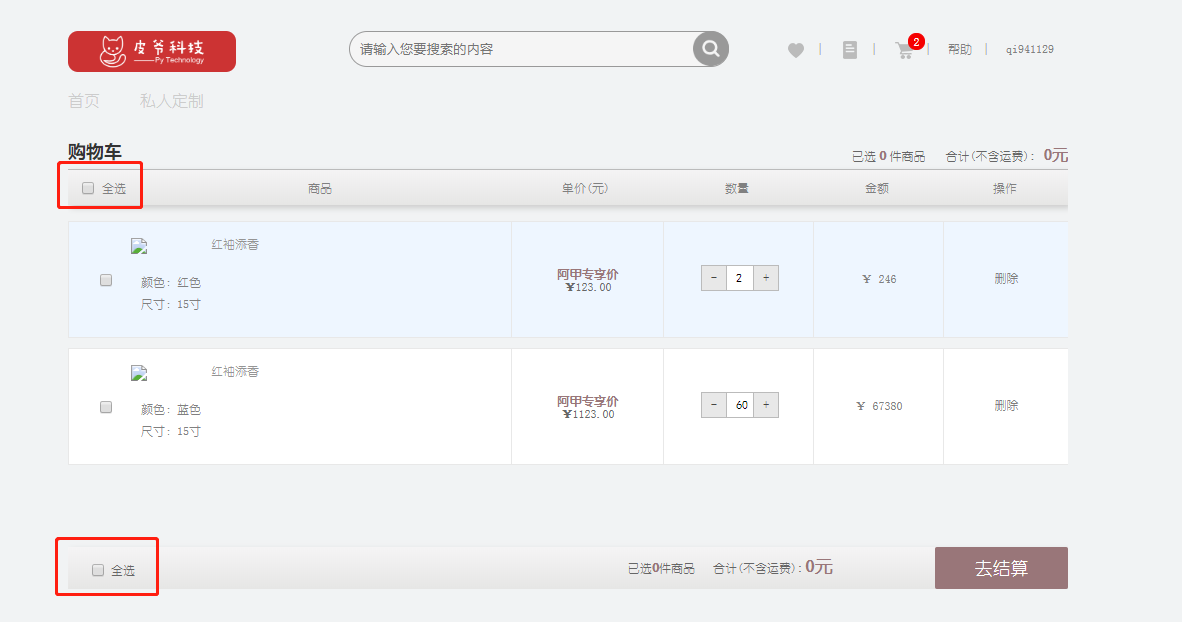 皮爷科技
Py Technology
请输入您要搜索的内容
2
帮助
qi941129
首页 私人定制
购物车
已选 0 件商品 合计(不含运费): 0元
全选 商品 单价(元) 数量 金额 操作
红袖添香
颜色: 红色
尺寸: 15寸
阿甲专享价
¥123.00
- 2 +
¥ 246
删除
红袖添香
颜色: 蓝色
尺寸: 15寸
阿甲专享价
¥1123.00
- 60 +
¥ 67380
删除
全选 已选0件商品 合计(不含运费):0元 去结算